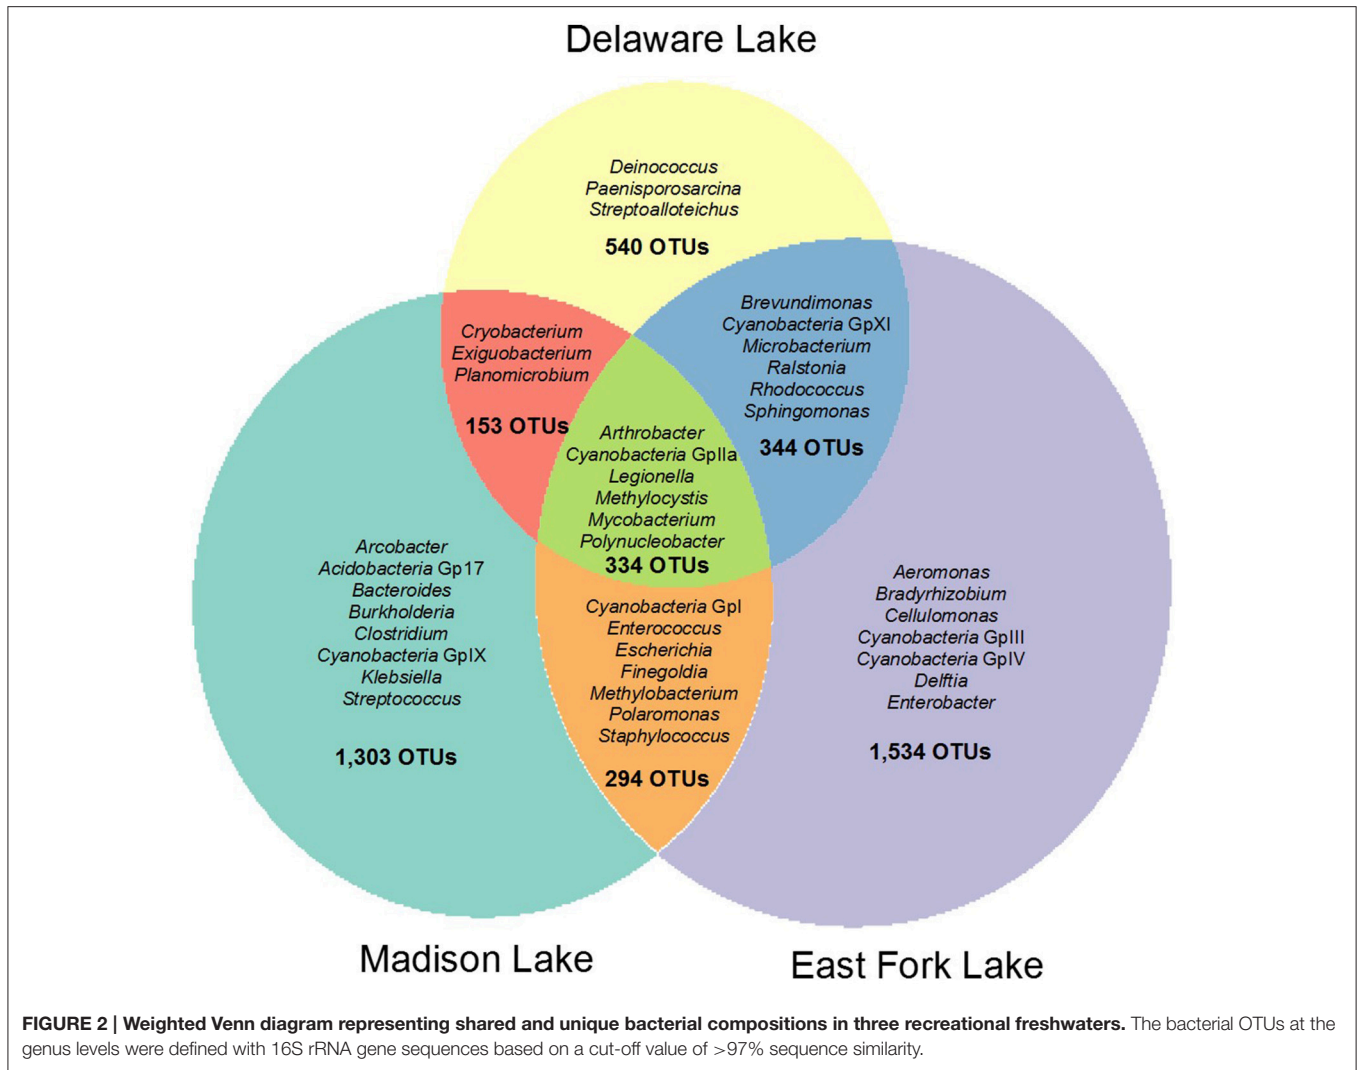 Delaware Lake
Deinococcus
Paenisporosarcina
Streptoalloteichus
540 OTUs
Brevundimonas
Cyanobacteria GpXI
Microbacterium
Ralstonia
Rhodococcus
Sphingomonas
344 OTUs
Cryobacterium
Exiguobacterium
Planomicrobium
153 OTUs
Arthrobacter
Cyanobacteria GpIIa
Legionella
Methylocystis
Mycobacterium
Polynucleobacter
334 OTUs
Arcobacter
Acidobacteria Gp17
Bacteroides
Burkholderia
Clostridium
Cyanobacteria GpIX
Klebsiella
Streptococcus
1,303 OTUs
Cyanobacteria GpI
Enterococcus
Escherichia
Finegoldia
Methylobacterium
Polaromonas
Staphylococcus
294 OTUs
Aeromonas
Bradyrhizobium
Cellulomonas
Cyanobacteria GpIII
Cyanobacteria GpIV
Delftia
Enterobacter
1,534 OTUs
Madison Lake
East Fork Lake
FIGURE 2 | Weighted Venn diagram representing shared and unique bacterial compositions in three recreational freshwaters. The bacterial OTUs at the
genus levels were defined with 16S rRNA gene sequences based on a cut-off value of >97% sequence similarity.